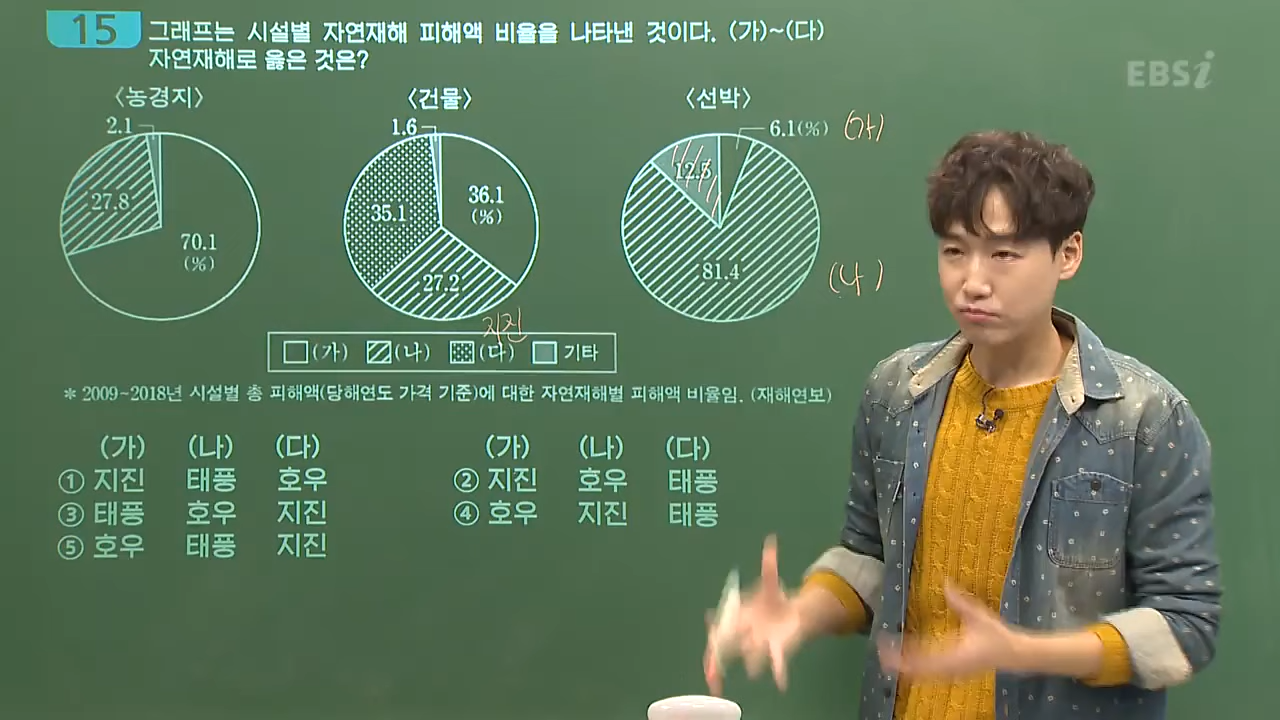 15 그래프는 시설별 자연재해 피해액 비율을 나타낸 것이다. (가)~(다)
자연재해로 옳은 것은?
EBSi
<농경지> <건물> <선박>
2.1
27.8
70.1
(%)
1.6
35.1
36.1
(%)
27.2
6.1(%) (가)
12.5
81.4
(나)
지진
(가) (나) (다) 기타
* 2009~2018년 시설별 총 피해액(당해연도 가격 기준)에 대한 자연재해별 피해액 비율임. (재해연보)
(가) (나) (다) (가) (나) (다)
① 지진 태풍 호우 ② 지진 호우 태풍
③ 태풍 호우 지진 ④ 호우 지진 태풍
⑤ 호우 태풍 지진